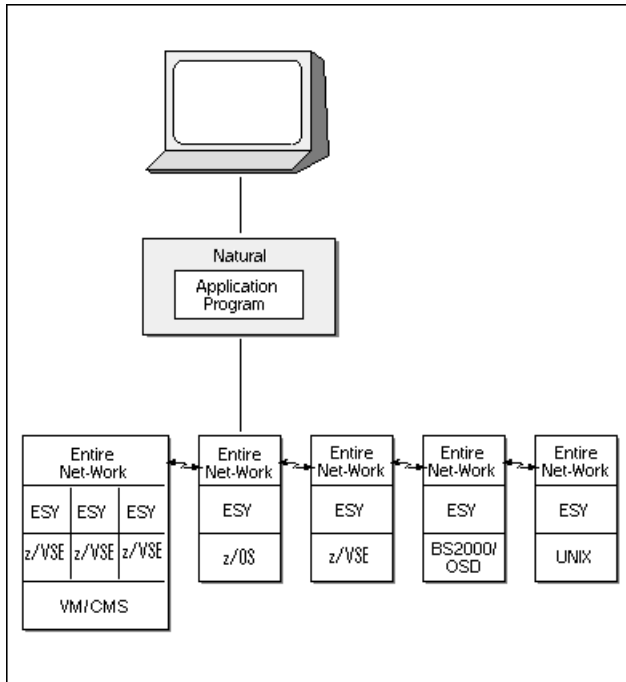 Natural
Application
Program
Entire
Net-Work
ESY ESY ESY
z/VSE z/VSE z/VSE
VM/CMS
Entire
Net-Work
ESY
z/OS
Entire
Net-Work
ESY
z/VSE
Entire
Net-Work
ESY
BS2000/
OSD
Entire
Net-Work
ESY
UNIX